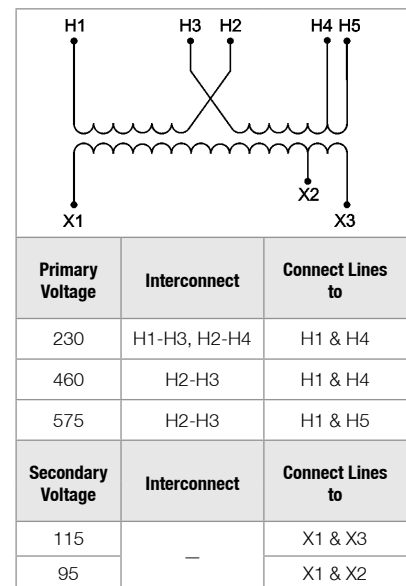 H1 H3 H2 H4 H5
X2
X1 X3
Primary Voltage Interconnect Connect Lines to
230 H1-H3, H2-H4 H1 & H4
460 H2-H3 H1 & H4
575 H2-H3 H1 & H5
Secondary Voltage Interconnect Connect Lines to
115 — X1 & X3
95 X1 & X2